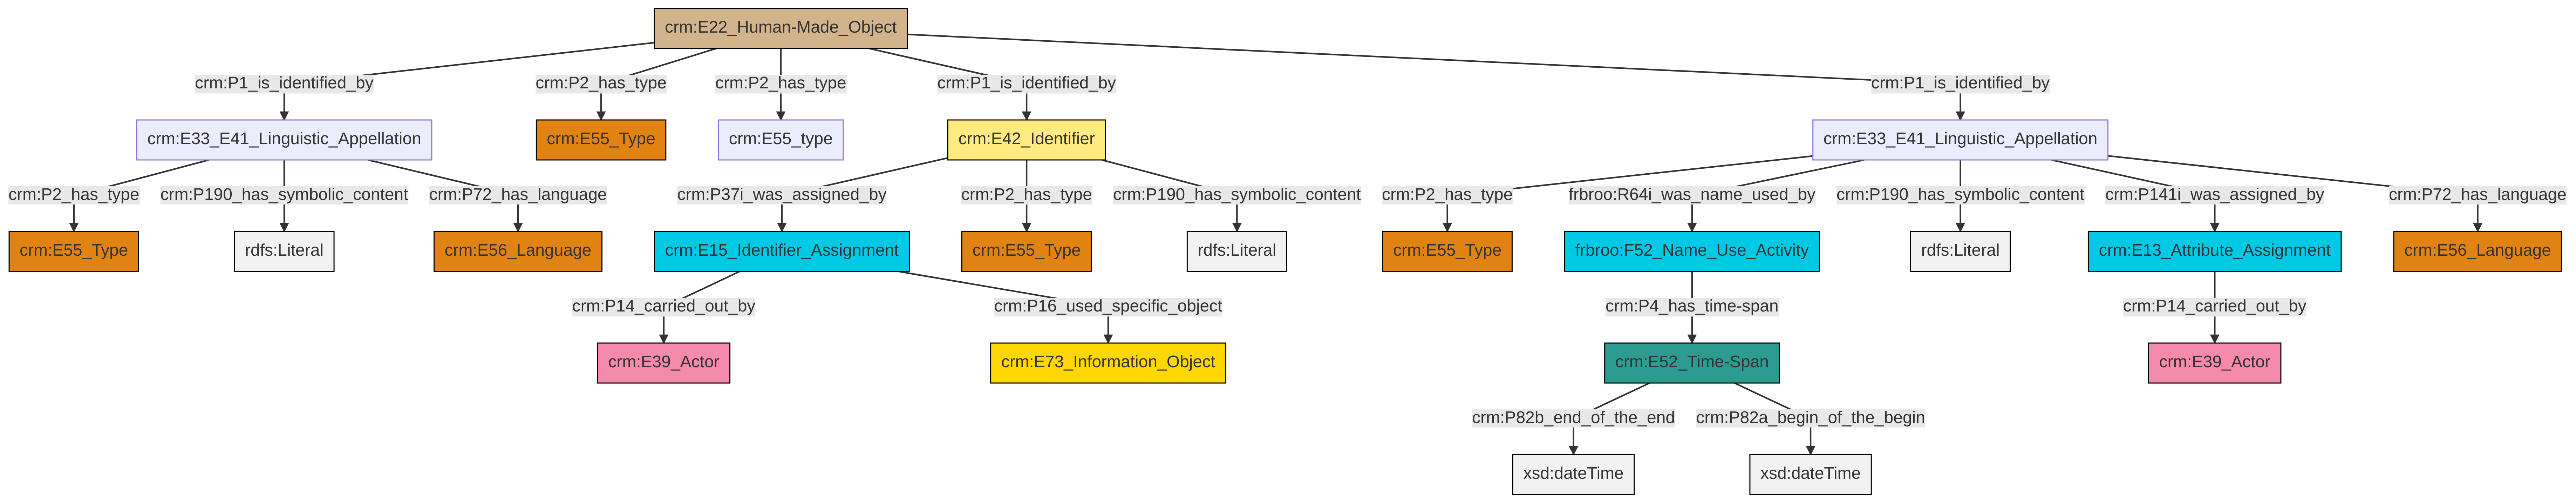 crm:E22_Human-Made_Object
crm:P1_is_identified_by
crm:P2_has_type
crm:P2_has_type
crm:P1_is_identified_by
crm:P1_is_identified_by
crm:E33_E41_Linguistic_Appellation
crm:E55_Type
crm:E55_type
crm:E42_Identifier
crm:E33_E41_Linguistic_Appellation
crm:P2_has_type
crm:P190_has_symbolic_content
crm:P72_has_language
crm:P37i_was_assigned_by
crm:P2_has_type
crm:P190_has_symbolic_content
crm:P2_has_type
frbroo:R64i_was_name_used_by
crm:P190_has_symbolic_content
crm:P141i_was_assigned_by
crm:P72_has_language
crm:E55_Type
rdfs:Literal
crm:E56_Language
crm:E15_Identifier_Assignment
crm:E55_Type
rdfs:Literal
crm:E55_Type
frbroo:F52_Name_Use_Activity
rdfs:Literal
crm:E13_Attribute_Assignment
crm:E56_Language
crm:P14_carried_out_by
crm:P16_used_specific_object
crm:P4_has_time-span
crm:P14_carried_out_by
crm:E39_Actor
crm:E73_Information_Object
crm:E52_Time-Span
crm:E39_Actor
crm:P82b_end_of_the_end
crm:P82a_begin_of_the_begin
xsd:dateTime
xsd:dateTime